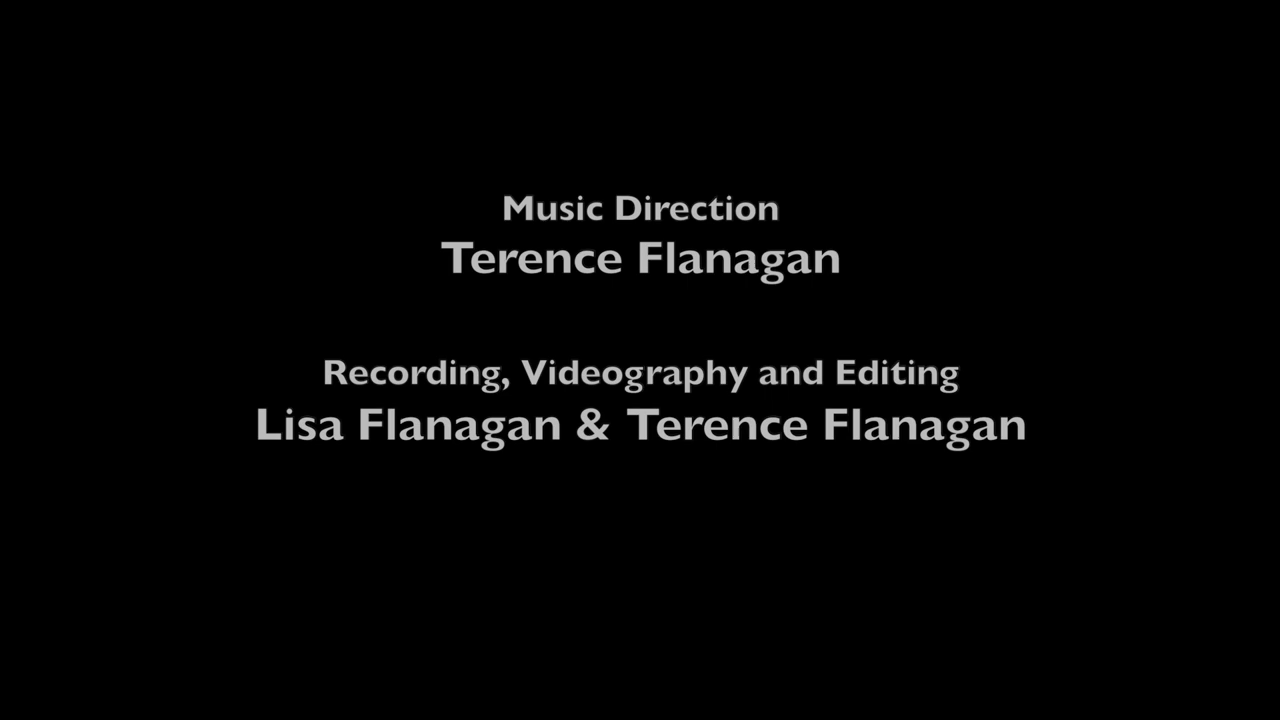 Music Direction
Terence Flanagan
Recording, Videography and Editing
Lisa Flanagan & Terence Flanagan